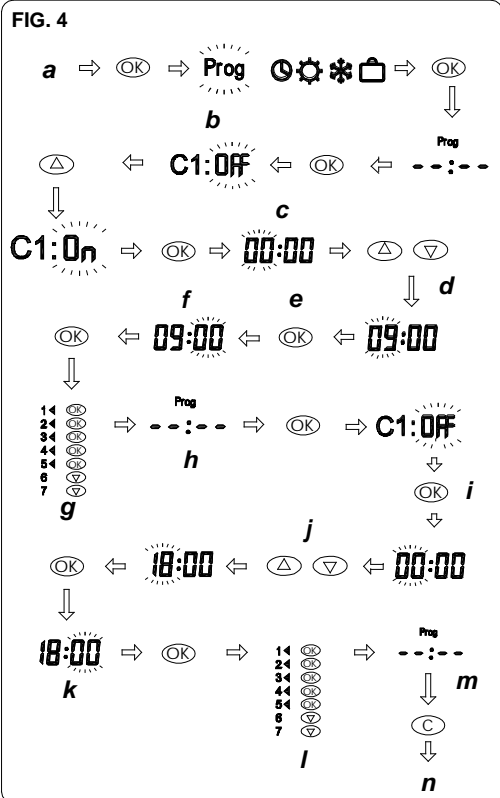 FIG. 4
a OK Prog OK
b
Prog
C1:Off OK --:--
c
C1:On OK 00:00
d
f e
OK 09:00 OK 09:00
1 OK
2 OK
3 OK
4 OK
5 OK
6
7
g
Prog
--:-- OK C1:Off
h
OK i
j
OK 18:00 00:00
18:00 OK
k
1 OK
2 OK
3 OK
4 OK
5 OK
6
7
l
Prog
--:--
m
C
n